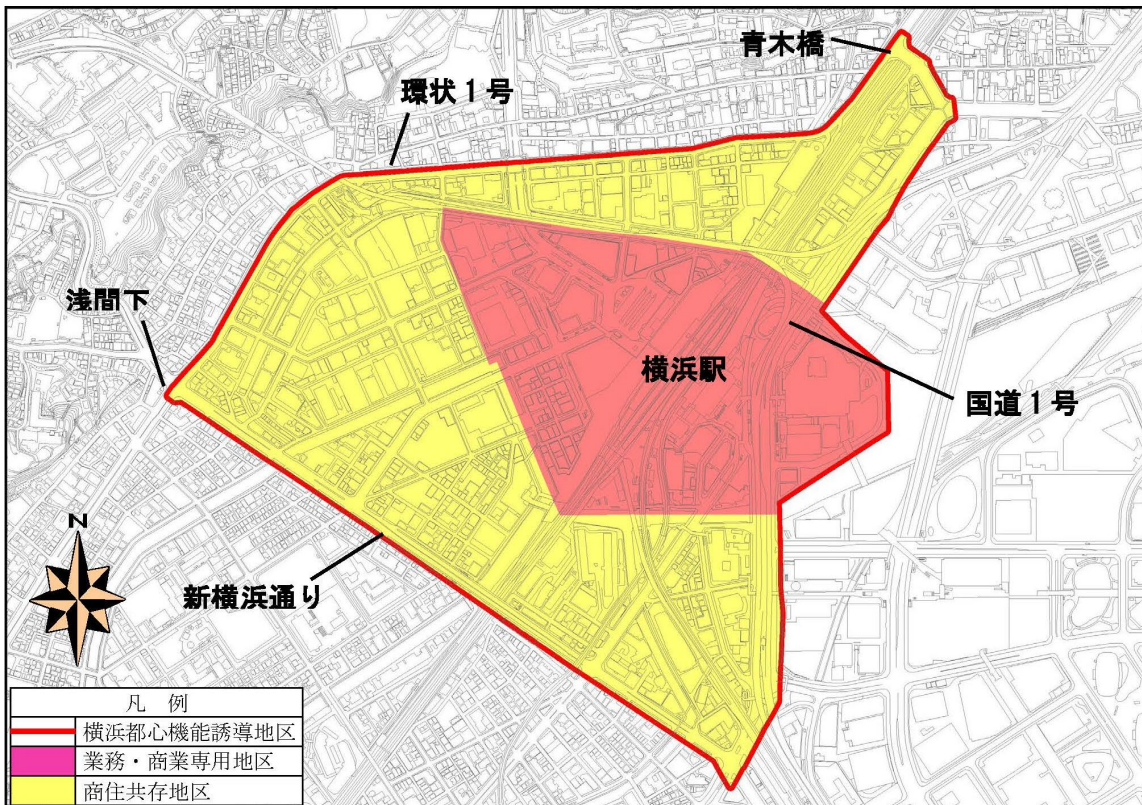 青木橋
環状１号
浅間下
横浜駅
国道１号
N
新横浜通り
凡　例
横浜都心機能誘導地区
業務・商業専用地区
商住共存地区